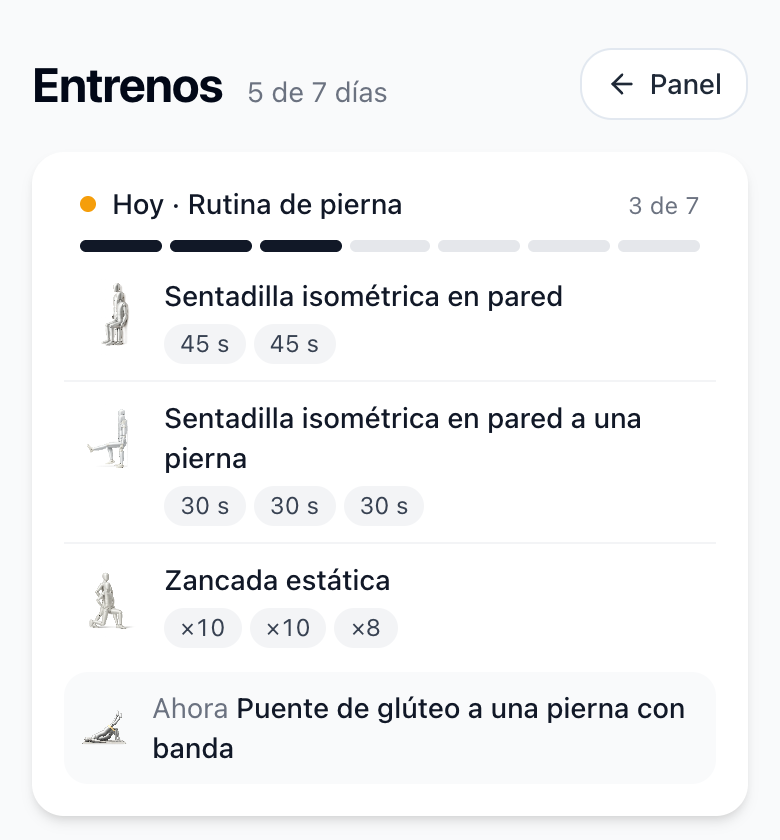 Entrenos 5 de 7 días
← Panel
Hoy · Rutina de pierna
3 de 7
Sentadilla isométrica en pared
45 s 45 s
Sentadilla isométrica en pared a una
pierna
30 s 30 s 30 s
Zancada estática
×10 ×10 ×8
Ahora Puente de glúteo a una pierna con
banda